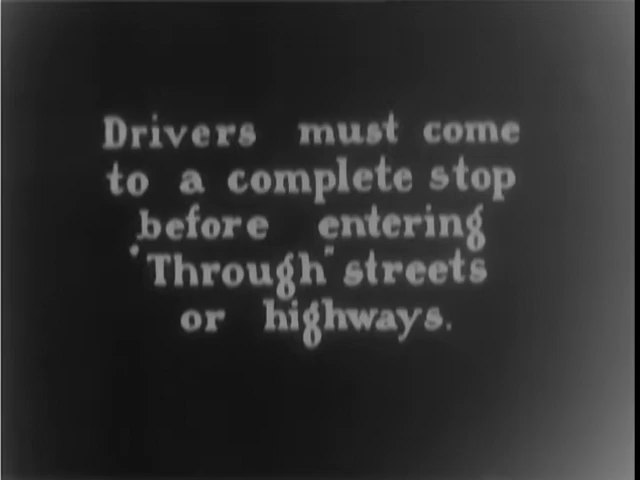 Drivers must come
to a complete stop
before entering
"Through" streets
or highways.